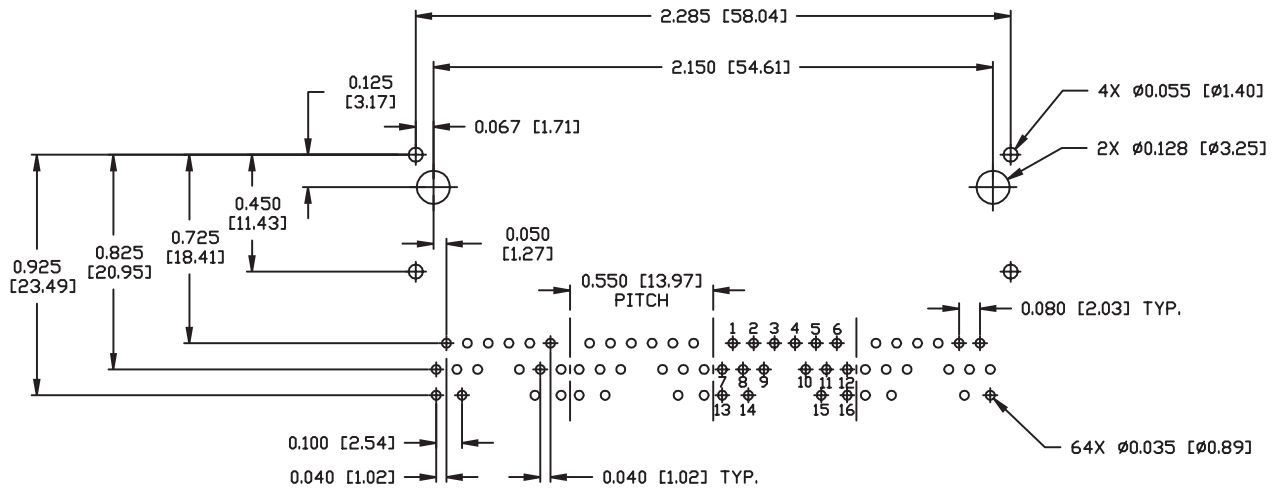 2.285 [58.04]
2.150 [54.61]
0.125
[3.17]
4X Ø0.055 [Ø1.40]
0.067 [1.71]
2X Ø0.128 [Ø3.25]
0.450
[11.43]
0.725
[18.41]
0.825
[20.95]
0.925
[23.49]
0.050
[1.27]
0.550 [13.97]
PITCH
0.080 [2.03] TYP.
1 2 3 4 5 6
7 8 9 10 11 12
13 14 15 16
0.100 [2.54]
64X Ø0.035 [Ø0.89]
0.040 [1.02]
0.040 [1.02] TYP.